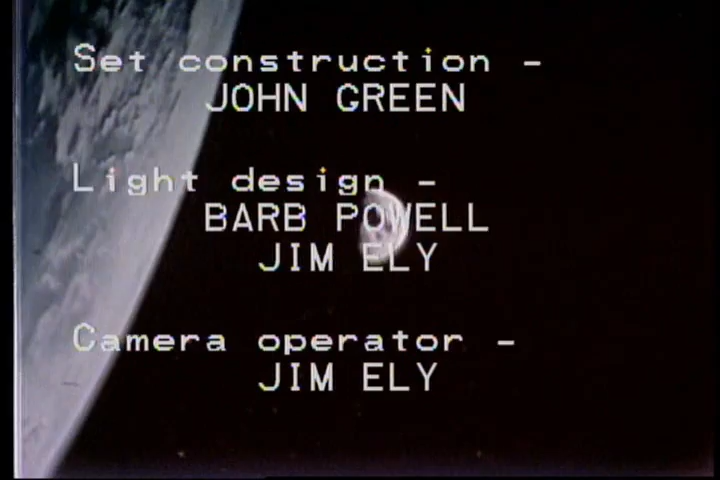 Set construction -
JOHN GREEN
Light design -
BARB POWELL
JIM ELY
Camera operator -
JIM ELY